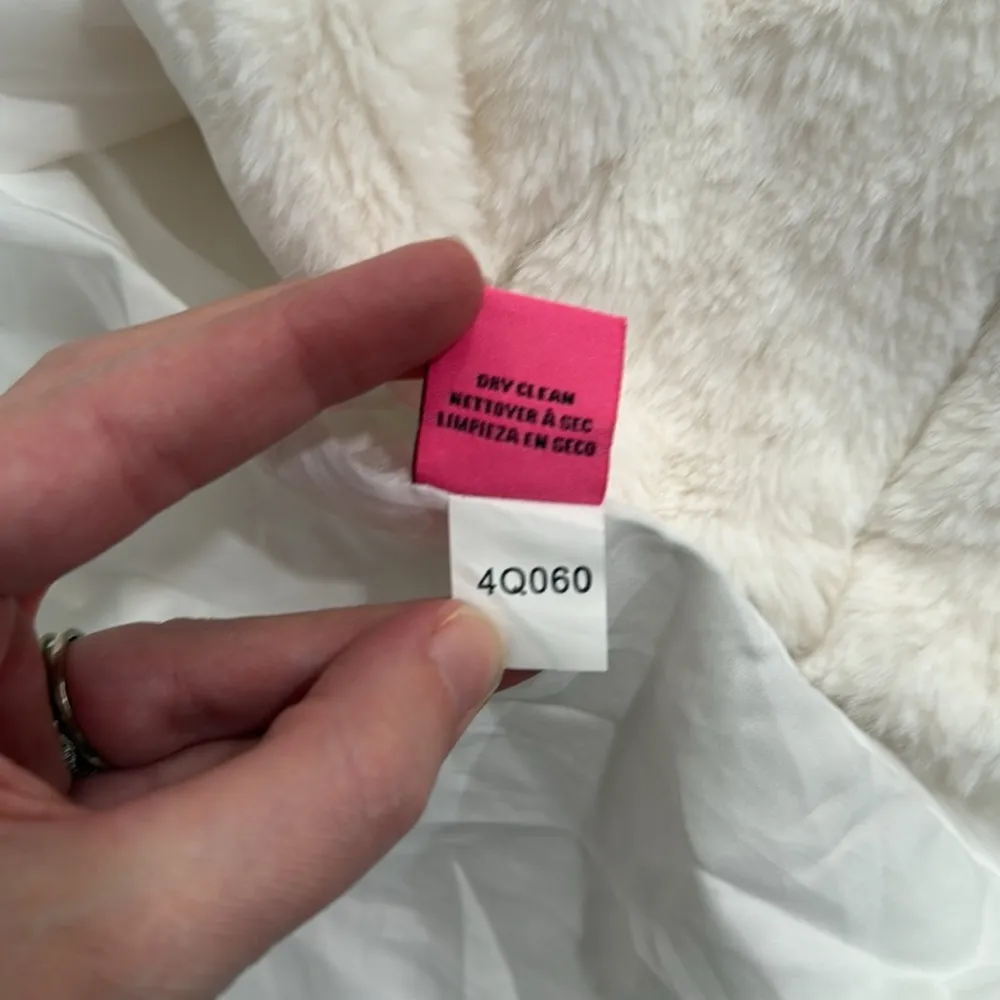 DRY CLEAN
NETTOYER À SEC
LIMPIEZA EN SECO
4Q060